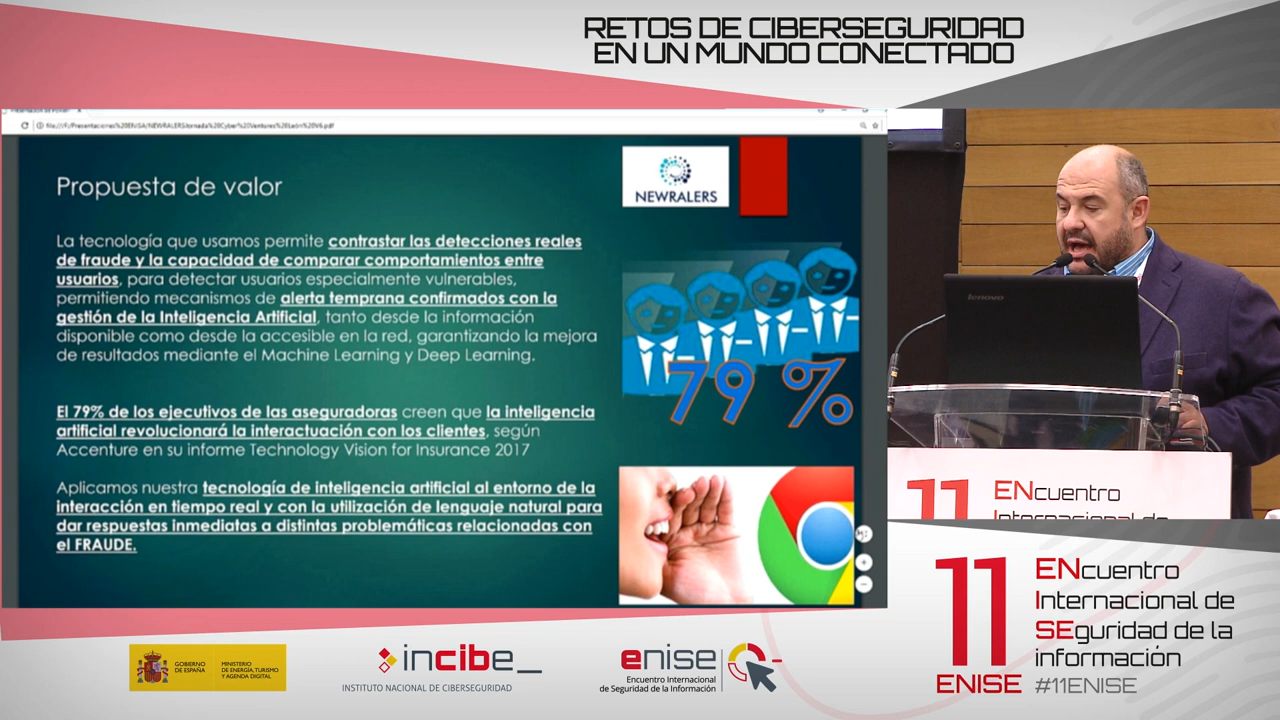 RETOS DE CIBERSEGURIDAD
EN UN MUNDO CONECTADO
Propuesta de valor
NEWRALERS
La tecnología que usamos permite contrastar las detecciones reales
de fraude y la capacidad de comparar comportamientos entre
usuarios, para detectar usuarios especialmente vulnerables,
permitiendo mecanismos de alerta temprana confirmados con la
gestión de la Inteligencia Artificial, tanto desde la información
disponible como desde la accesible en la red, garantizando la mejora
de resultados mediante el Machine Learning y Deep Learning.
79 %
El 79% de los ejecutivos de las aseguradoras creen que la inteligencia
artificial revolucionará la interactuación con los clientes, según
Accenture en su informe Technology Vision for Insurance 2017
Aplicamos nuestra tecnología de inteligencia artificial al entorno de la
interacción en tiempo real y con la utilización de lenguaje natural para
dar respuestas inmediatas a distintas problemáticas relacionadas con
el FRAUDE.
lenovo
11
ENcuentro
Internacional de
11
ENISE
ENcuentro
Internacional de
SEguridad de la
información
#11ENISE
GOBIERNO
DE ESPAÑA
MINISTERIO
DE ENERGÍA, TURISMO
Y AGENDA DIGITAL
incibe_
INSTITUTO NACIONAL DE CIBERSEGURIDAD
enise
Encuentro Internacional
de Seguridad de la Información